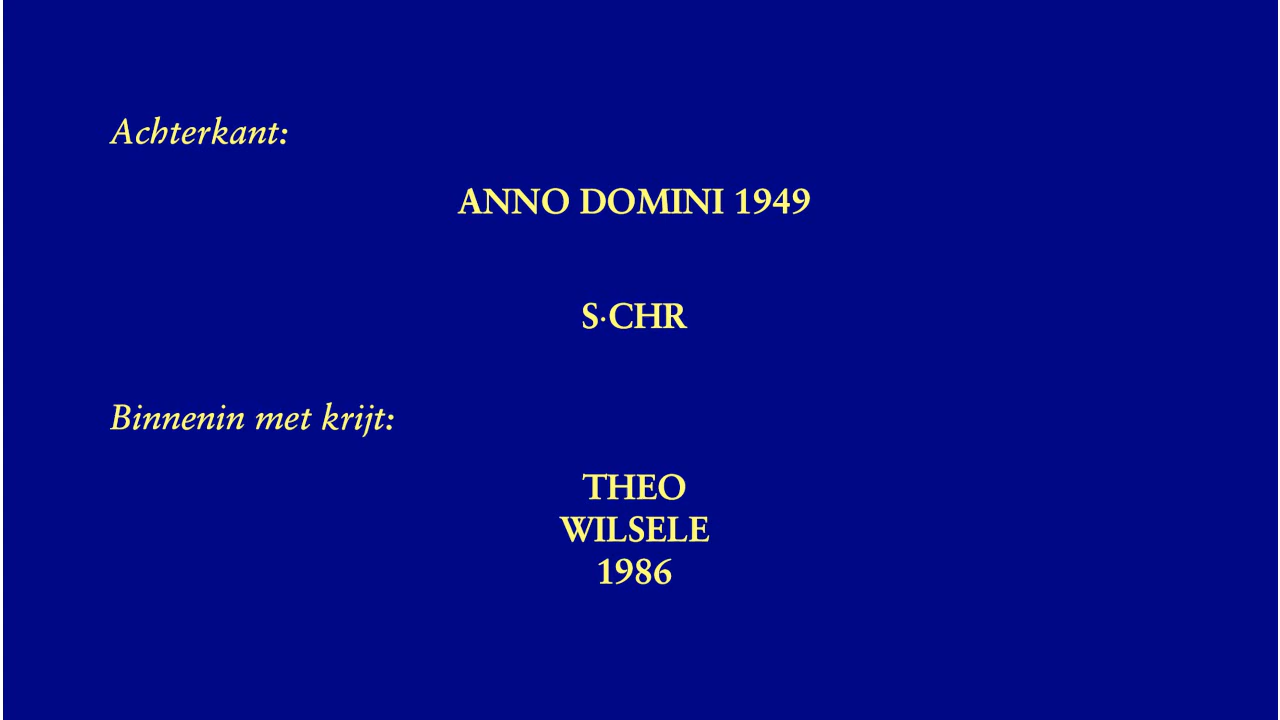 Achterkant:
ANNO DOMINI 1949
S·CHR
Binnenin met krijt:
THEO
WILSELE
1986